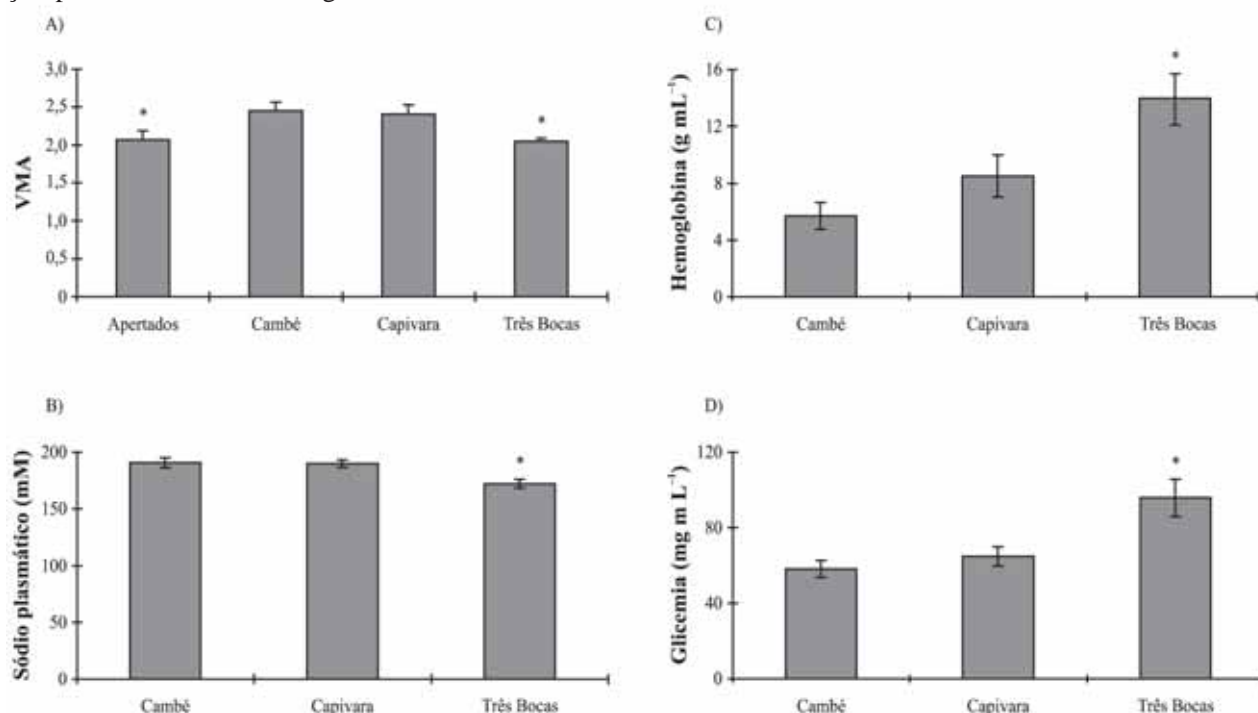 A)
VMA
3,0
2,5
2,0
1,5
1,0
0,5
0
*
*
Apertados
Cambé
Capivara
Três Bocas
C)
Hemoglobina (g mL⁻¹)
16
12
8
4
0
*
Cambé
Capivara
Três Bocas
B)
Sódio plasmático (mM)
200
150
100
50
0
*
Cambé
Capivara
Três Bocas
D)
Glicemia (mg m L⁻¹)
120
80
40
0
*
Cambé
Capivara
Três Bocas